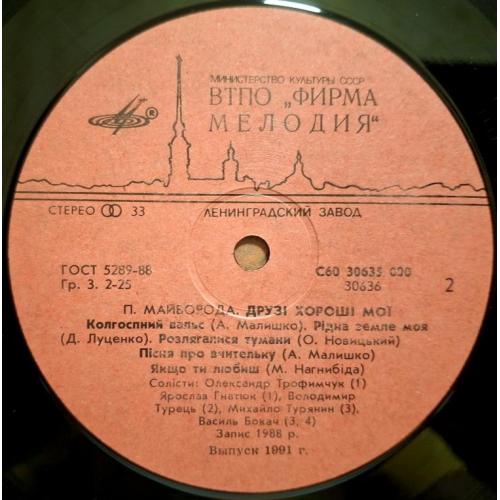 МИНИСТЕРСТВО КУЛЬТУРЫ СССР
ВТПО „ФИРМА
МЕЛОДИЯ“
®
СТЕРЕО 33 ЛЕНИНГРАДСКИЙ ЗАВОД
ГОСТ 5289-88 С60 30635 000
Гр. 3. 2-25 30636 2
П. МАЙБОРОДА. ДРУЗІ ХОРОШІ МОЇ
Колгоспний вальс (А. Малишко). Рідна земле моя
(Д. Луценко). Розлягалися тумани (О. Новицький)
Пісня про вчительку (А. Малишко)
Якщо ти любиш (М. Нагнибіда)
Солісти: Олександр Трофимчук (1)
Ярослав Гнатюк (1), Володимир
Турець (2), Михайло Турянин (3),
Василь Бокач (3, 4)
Запис 1988 р.
Выпуск 1991 г.